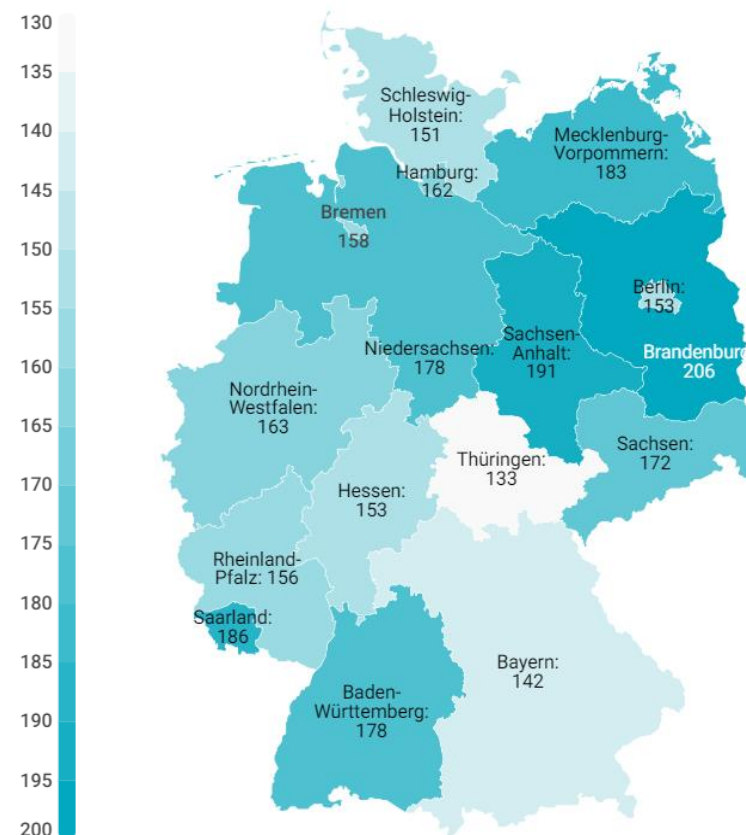 130
135
140
145
150
155
160
165
170
175
180
185
190
195
200
Schleswig-
Holstein:
151
Mecklenburg-
Vorpommern:
183
Hamburg:
162
Bremen
158
Berlin:
153
Brandenburg
206
Niedersachsen:
178
Sachsen-
Anhalt:
191
Nordrhein-
Westfalen:
163
Thüringen:
133
Sachsen:
172
Hessen:
153
Rheinland-
Pfalz: 156
Saarland:
186
Bayern:
142
Baden-
Württemberg:
178